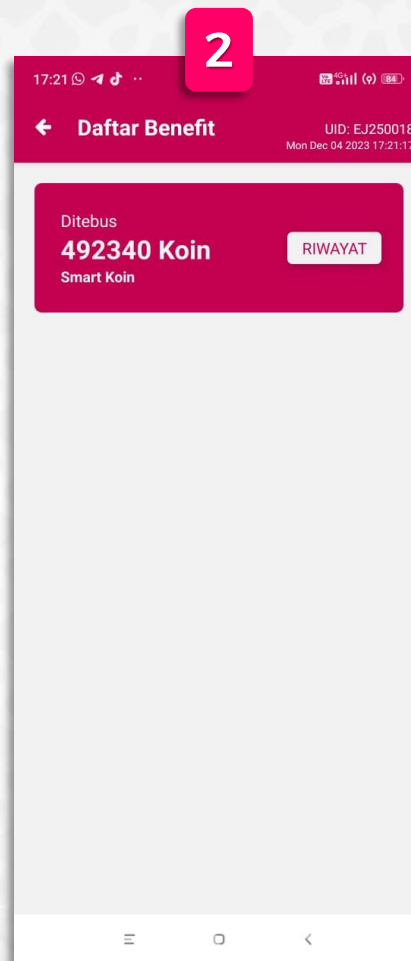 2
17:21
84
Daftar Benefit
UID: EJ250018
Mon Dec 04 2023 17:21:17
Ditebus
492340 Koin
Smart Koin
RIWAYAT